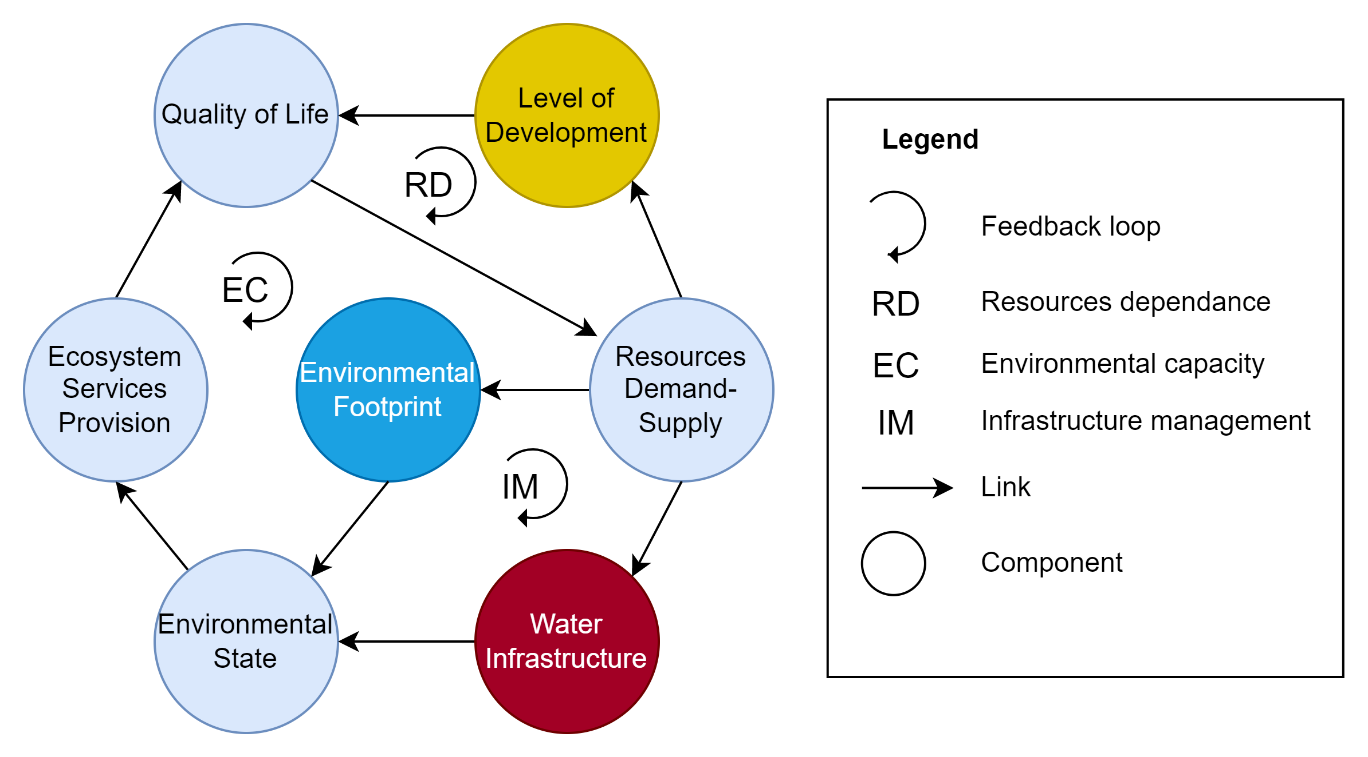 Quality of Life
Level of
Development
RD
EC
Ecosystem
Services
Provision
Environmental
Footprint
Resources
Demand-
Supply
IM
Environmental
State
Water
Infrastructure
Legend
Feedback loop
RD Resources dependance
EC Environmental capacity
IM Infrastructure management
Link
Component